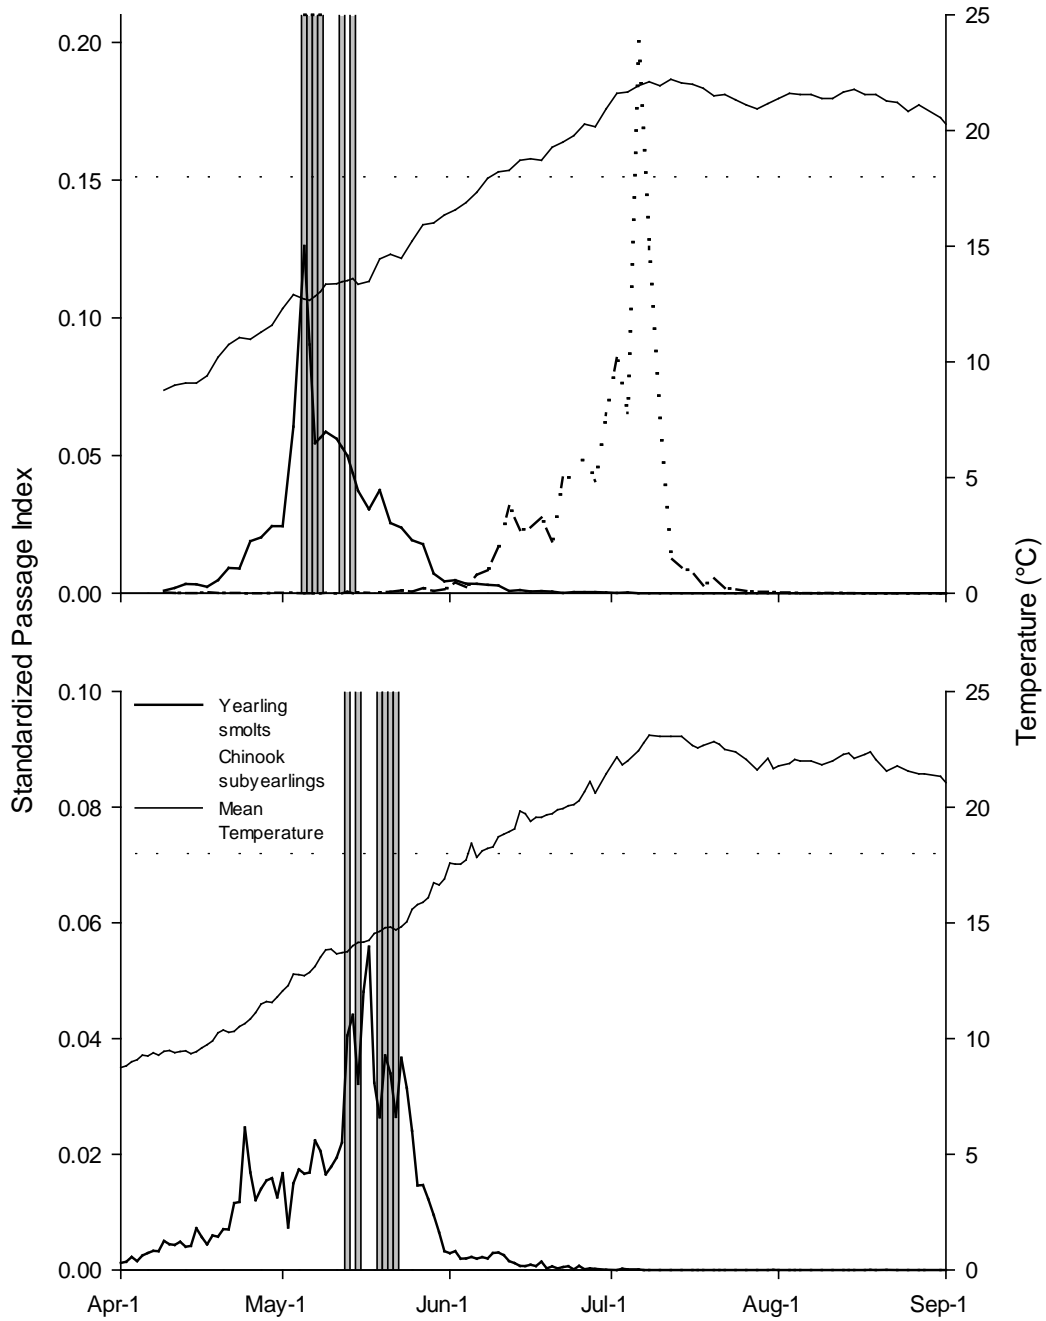 0.20
0.15
0.10
0.05
0.00
25
20
15
10
5
0
Standardized Passage Index
Temperature (°C)
0.10
0.08
0.06
0.04
0.02
0.00
Yearling
smolts
Chinook
subyearlings
Mean
Temperature
25
20
15
10
5
0
Apr-1 May-1 Jun-1 Jul-1 Aug-1 Sep-1